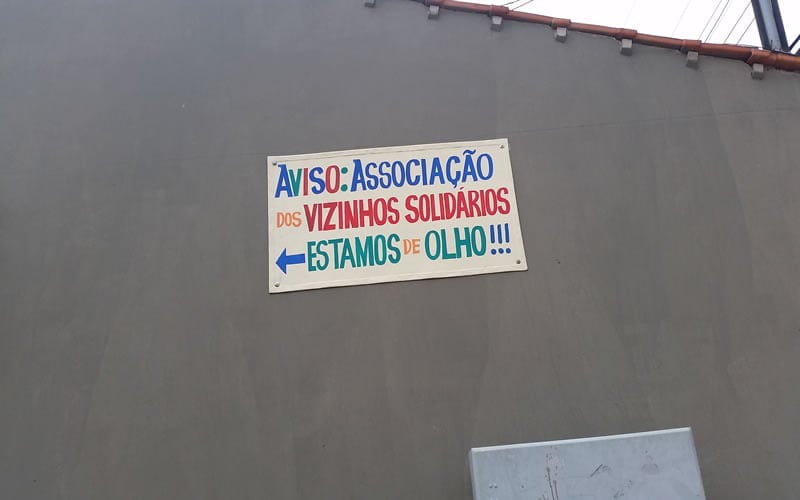 AVISO: ASSOCIAÇÃO
DOS VIZINHOS SOLIDÁRIOS
ESTAMOS DE OLHO!!!